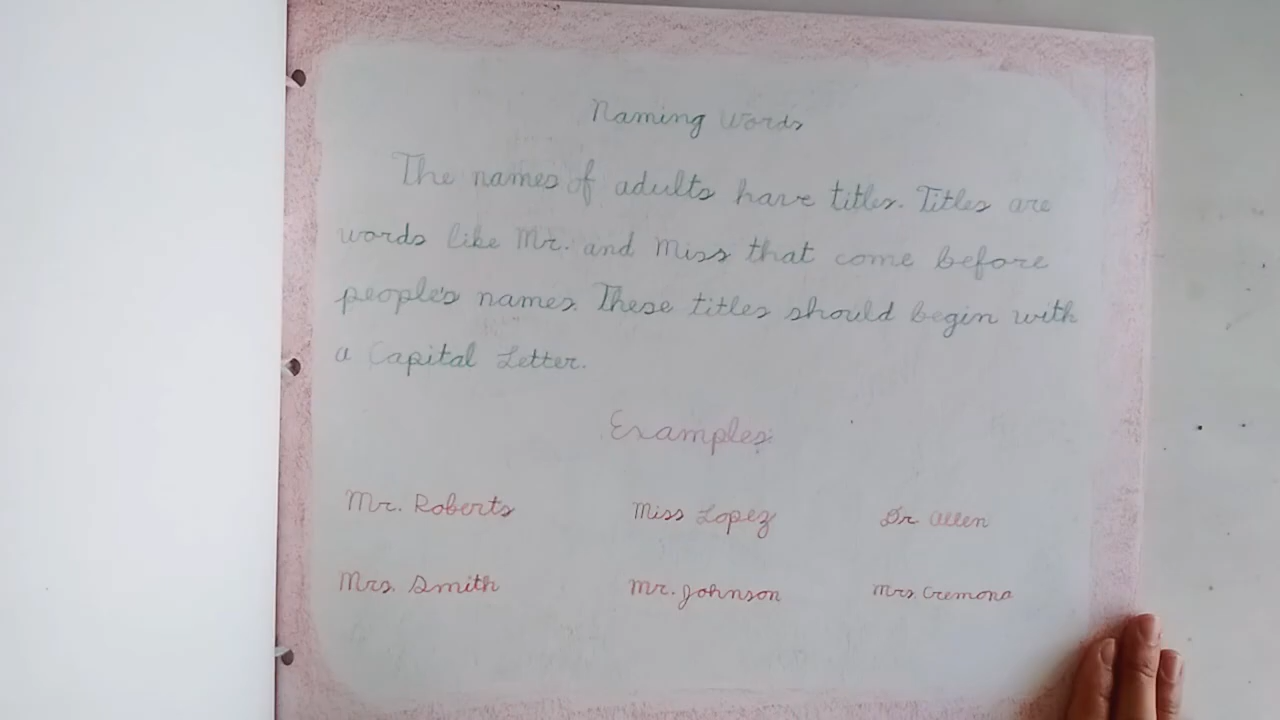 Naming Words
The names of adults have titles. Titles are
words like Mr. and Miss that come before
people's names. These titles should begin with
a Capital Letter.
Examples:
Mr. Roberts Miss Lopez Dr Allen
Mrs. Smith Mr. Johnson Mrs. Cremona